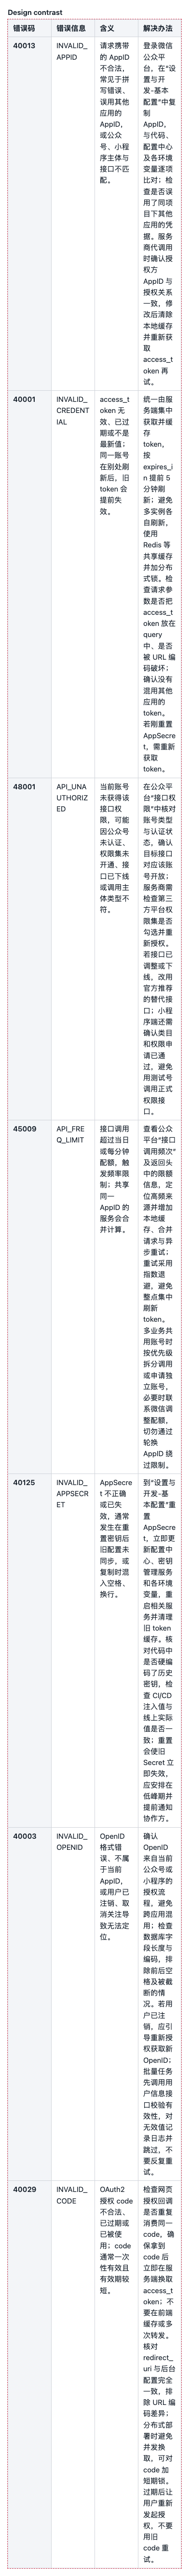 Design contrast
错误码 错误信息 含义 解决办法
40013 INVALID_APPID 请求携带的 AppID 不合法，常见于拼写错误、误用其他应用的 AppID，或公众号、小程序主体与接口不匹配。 登录微信公众平台，在“设置与开发-基本配置”中复制 AppID，与代码、配置中心及各环境变量逐项比对；检查是否误用了同项目下其他应用的凭据。服务商代调用时确认授权方 AppID 与授权关系一致，修改后清除本地缓存并重新获取 access_token 再试。
40001 INVALID_CREDENTIAL access_token 无效、已过期或不是最新值；同一账号在别处刷新后，旧 token 会提前失效。 统一由服务端集中获取并缓存 token，按 expires_in 提前 5 分钟刷新；避免多实例各自刷新，使用 Redis 等共享缓存并加分布式锁。检查请求参数是否把 access_token 放在 query 中、是否被 URL 编码破坏；确认没有混用其他应用的 token。若刚重置 AppSecret，需重新获取 token。
48001 API_UNAUTHORIZED 当前账号未获得该接口权限，可能因公众号未认证、权限集未开通、接口已下线或调用主体类型不符。 在公众平台“接口权限”中核对账号类型与认证状态，确认目标接口对应该账号开放；服务商需检查第三方平台权限集是否勾选并重新授权。若接口已调整或下线，改用官方推荐的替代接口；小程序端还需确认类目和权限申请已通过，避免用测试号调用正式权限接口。
45009 API_FREQ_LIMIT 接口调用超过当日或每分钟配额，触发频率限制；共享同一 AppID 的服务会合并计算。 查看公众平台“接口调用频次”及返回头中的限额信息，定位高频来源并增加本地缓存、合并请求与异步重试；重试采用指数退避，避免整点集中刷新 token。多业务共用账号时按优先级拆分调用或申请独立账号，必要时联系微信调整配额，切勿通过轮换 AppID 绕过限制。
40125 INVALID_APPSECRET AppSecret 不正确或已失效，通常发生在重置密钥后旧配置未同步，或复制时混入空格、换行。 到“设置与开发-基本配置”重置 AppSecret，立即更新配置中心、密钥管理服务和各环境变量，重启相关服务并清理旧 token 缓存。核对代码中是否硬编码了历史密钥，检查 CI/CD 注入值与线上实际值是否一致；重置会使旧 Secret 立即失效，应安排在低峰期并提前通知协作方。
40003 INVALID_OPENID OpenID 格式错误、不属于当前 AppID，或用户已注销、取消关注导致无法定位。 确认 OpenID 来自当前公众号或小程序的授权流程，避免跨应用混用；检查数据库字段长度与编码，排除前后空格及被截断的情况。若用户已注销，应引导重新授权获取新 OpenID；批量任务先调用用户信息接口校验有效性，对无效值记录日志并跳过，不要反复重试。
40029 INVALID_CODE OAuth2 授权 code 不合法、已过期或已被使用；code 通常一次性有效且有效期较短。 检查网页授权回调是否重复消费同一 code，确保拿到 code 后立即在服务端换取 access_token；不要在前端缓存或多次转发。核对 redirect_uri 与后台配置完全一致，排除 URL 编码差异；分布式部署时避免并发换取，可对 code 加短期锁。过期后让用户重新发起授权，不要用旧 code 重试。